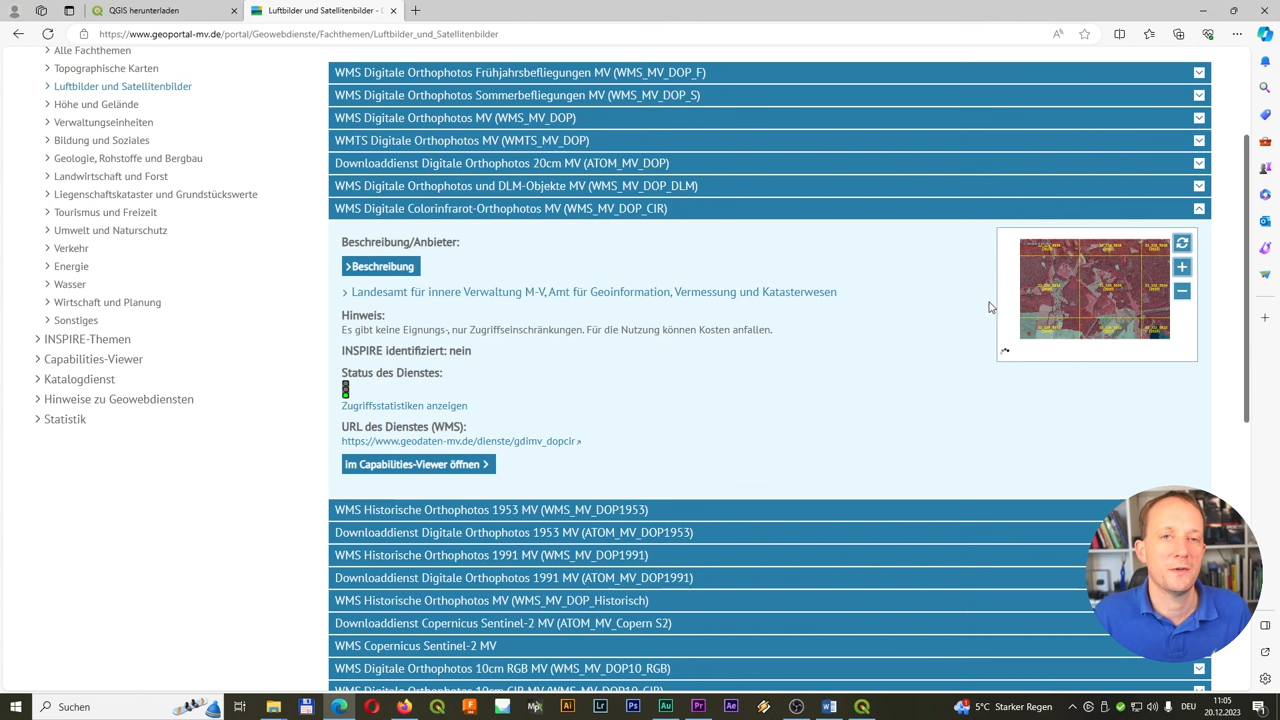 QGIS herunterladen
Luftbilder und Satellitenbilder -
https://www.geoportal-mv.de/portal/Geowebdienste/Fachthemen/Luftbilder_und_Satellitenbilder
Alle Fachthemen
Topographische Karten
Luftbilder und Satellitenbilder
Höhe und Gelände
Verwaltungseinheiten
Bildung und Soziales
Geologie, Rohstoffe und Bergbau
Landwirtschaft und Forst
Liegenschaftskataster und Grundstückswerte
Tourismus und Freizeit
Umwelt und Naturschutz
Verkehr
Energie
Wasser
Wirtschaft und Planung
Sonstiges
INSPIRE-Themen
Capabilities-Viewer
Katalogdienst
Hinweise zu Geowebdiensten
Statistik
WMS Digitale Orthophotos Frühjahrsbefliegungen MV (WMS_MV_DOP_F)
WMS Digitale Orthophotos Sommerbefliegungen MV (WMS_MV_DOP_S)
WMS Digitale Orthophotos MV (WMS_MV_DOP)
WMTS Digitale Orthophotos MV (WMTS_MV_DOP)
Downloaddienst Digitale Orthophotos 20cm MV (ATOM_MV_DOP)
WMS Digitale Orthophotos und DLM-Objekte MV (WMS_MV_DOP_DLM)
WMS Digitale Colorinfrarot-Orthophotos MV (WMS_MV_DOP_CIR)
Beschreibung/Anbieter:
Beschreibung
Landesamt für innere Verwaltung M-V, Amt für Geoinformation, Vermessung und Katasterwesen
Hinweis:
Es gibt keine Eignungs-, nur Zugriffseinschränkungen. Für die Nutzung können Kosten anfallen.
INSPIRE identifiziert: nein
Status des Dienstes:
Zugriffsstatistiken anzeigen
URL des Dienstes (WMS):
https://www.geodaten-mv.de/dienste/gdimv_dopcir
im Capabilities-Viewer öffnen
WMS Historische Orthophotos 1953 MV (WMS_MV_DOP1953)
Downloaddienst Digitale Orthophotos 1953 MV (ATOM_MV_DOP1953)
WMS Historische Orthophotos 1991 MV (WMS_MV_DOP1991)
Downloaddienst Digitale Orthophotos 1991 MV (ATOM_MV_DOP1991)
WMS Historische Orthophotos MV (WMS_MV_DOP_Historisch)
Downloaddienst Copernicus Sentinel-2 MV (ATOM_MV_Copern S2)
WMS Copernicus Sentinel-2 MV
WMS Digitale Orthophotos 10cm RGB MV (WMS_MV_DOP10_RGB)
WMS Digitale Orthophotos 10cm CIR MV (WMS_MV_DOP10_CIR)
Suchen
5°C Starker Regen
11:05
20.12.2023